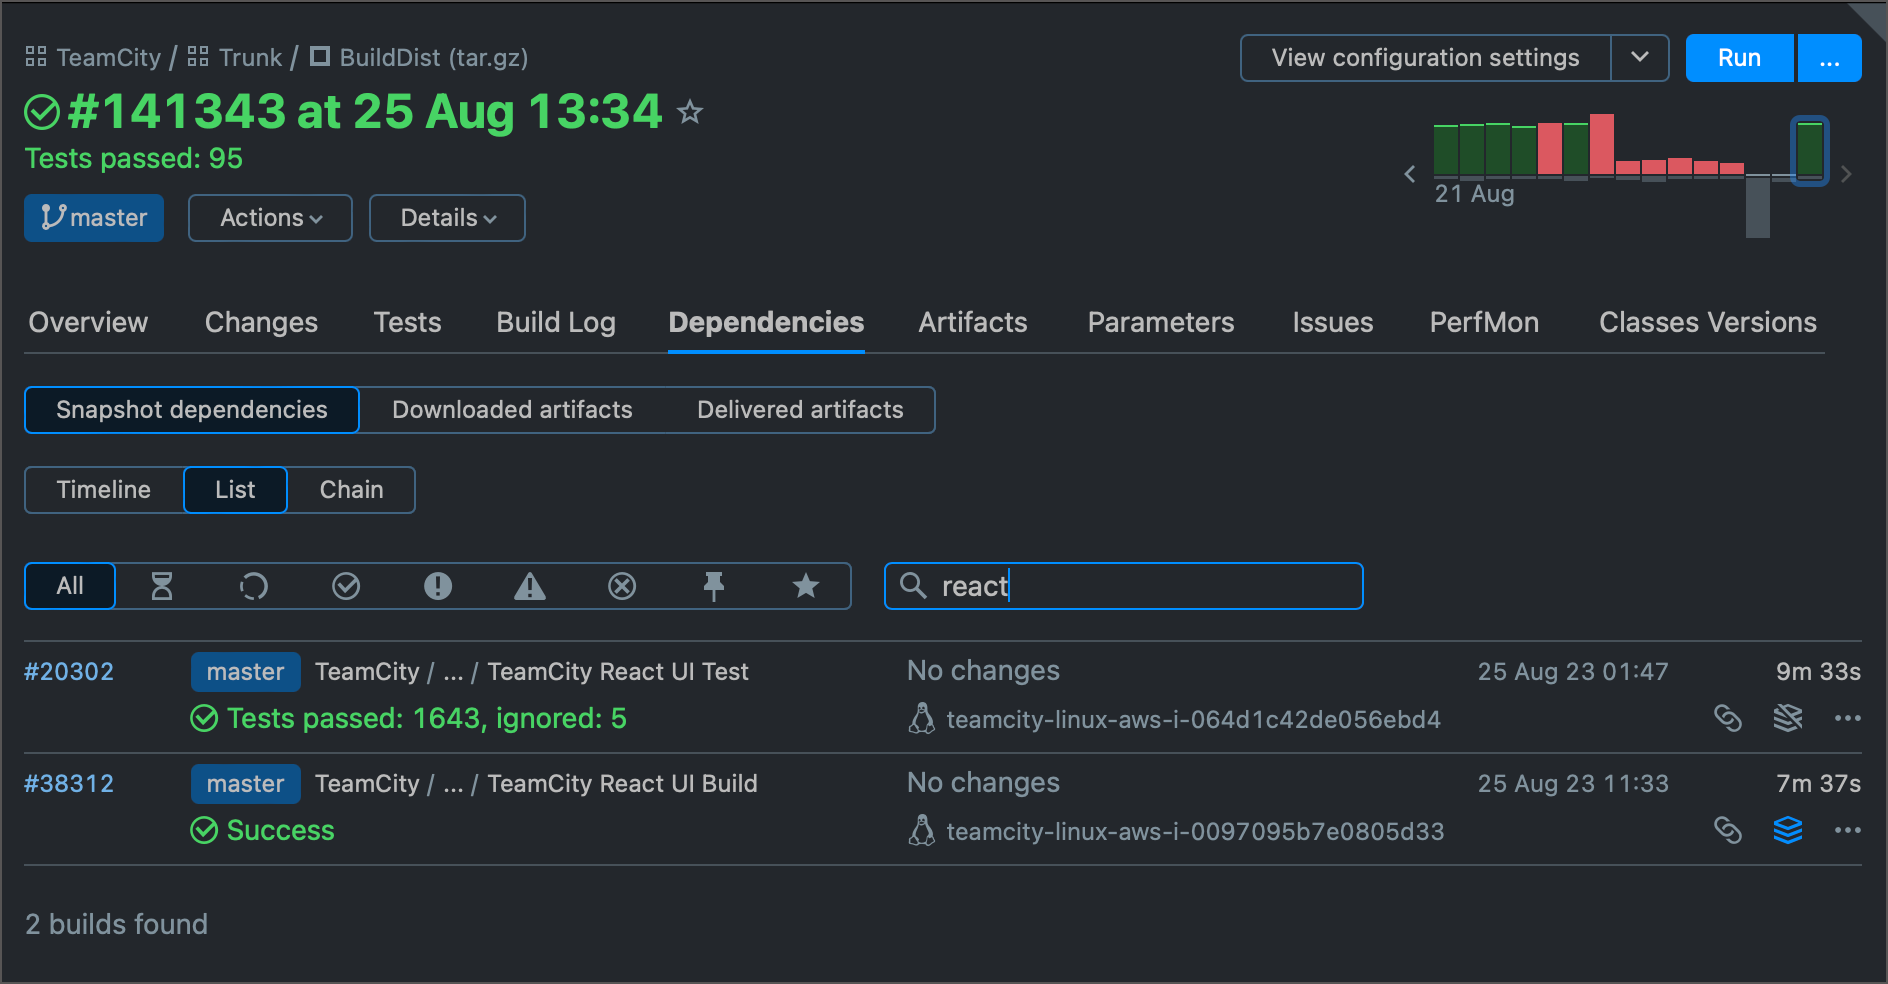 TeamCity / Trunk / BuildDist (tar.gz)
View configuration settings
Run
...
#141343 at 25 Aug 13:34
Tests passed: 95
21 Aug
master
Actions
Details
Overview Changes Tests Build Log Dependencies Artifacts Parameters Issues PerfMon Classes Versions
Snapshot dependencies Downloaded artifacts Delivered artifacts
Timeline List Chain
All
react
#20302 master TeamCity / ... / TeamCity React UI Test No changes 25 Aug 23 01:47 9m 33s
Tests passed: 1643, ignored: 5 teamcity-linux-aws-i-064d1c42de056ebd4
#38312 master TeamCity / ... / TeamCity React UI Build No changes 25 Aug 23 11:33 7m 37s
Success teamcity-linux-aws-i-0097095b7e0805d33
2 builds found